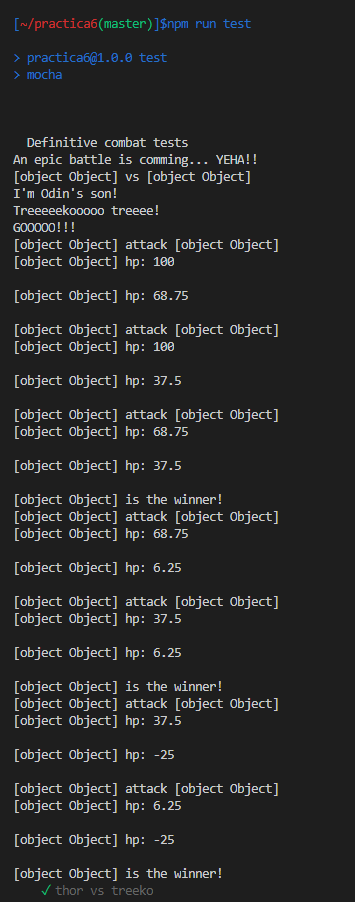 [~/practica6(master)]$npm run test
> practica6@1.0.0 test
> mocha
Definitive combat tests
An epic battle is comming... YEHA!!
[object Object] vs [object Object]
I'm Odin's son!
Treeeeekooooo treeee!
GOOOOO!!!
[object Object] attack [object Object]
[object Object] hp: 100
[object Object] hp: 68.75
[object Object] attack [object Object]
[object Object] hp: 100
[object Object] hp: 37.5
[object Object] attack [object Object]
[object Object] hp: 68.75
[object Object] hp: 37.5
[object Object] is the winner!
[object Object] attack [object Object]
[object Object] hp: 68.75
[object Object] hp: 6.25
[object Object] attack [object Object]
[object Object] hp: 37.5
[object Object] hp: 6.25
[object Object] is the winner!
[object Object] attack [object Object]
[object Object] hp: 37.5
[object Object] hp: -25
[object Object] attack [object Object]
[object Object] hp: 6.25
[object Object] hp: -25
[object Object] is the winner!
✓ thor vs treeko